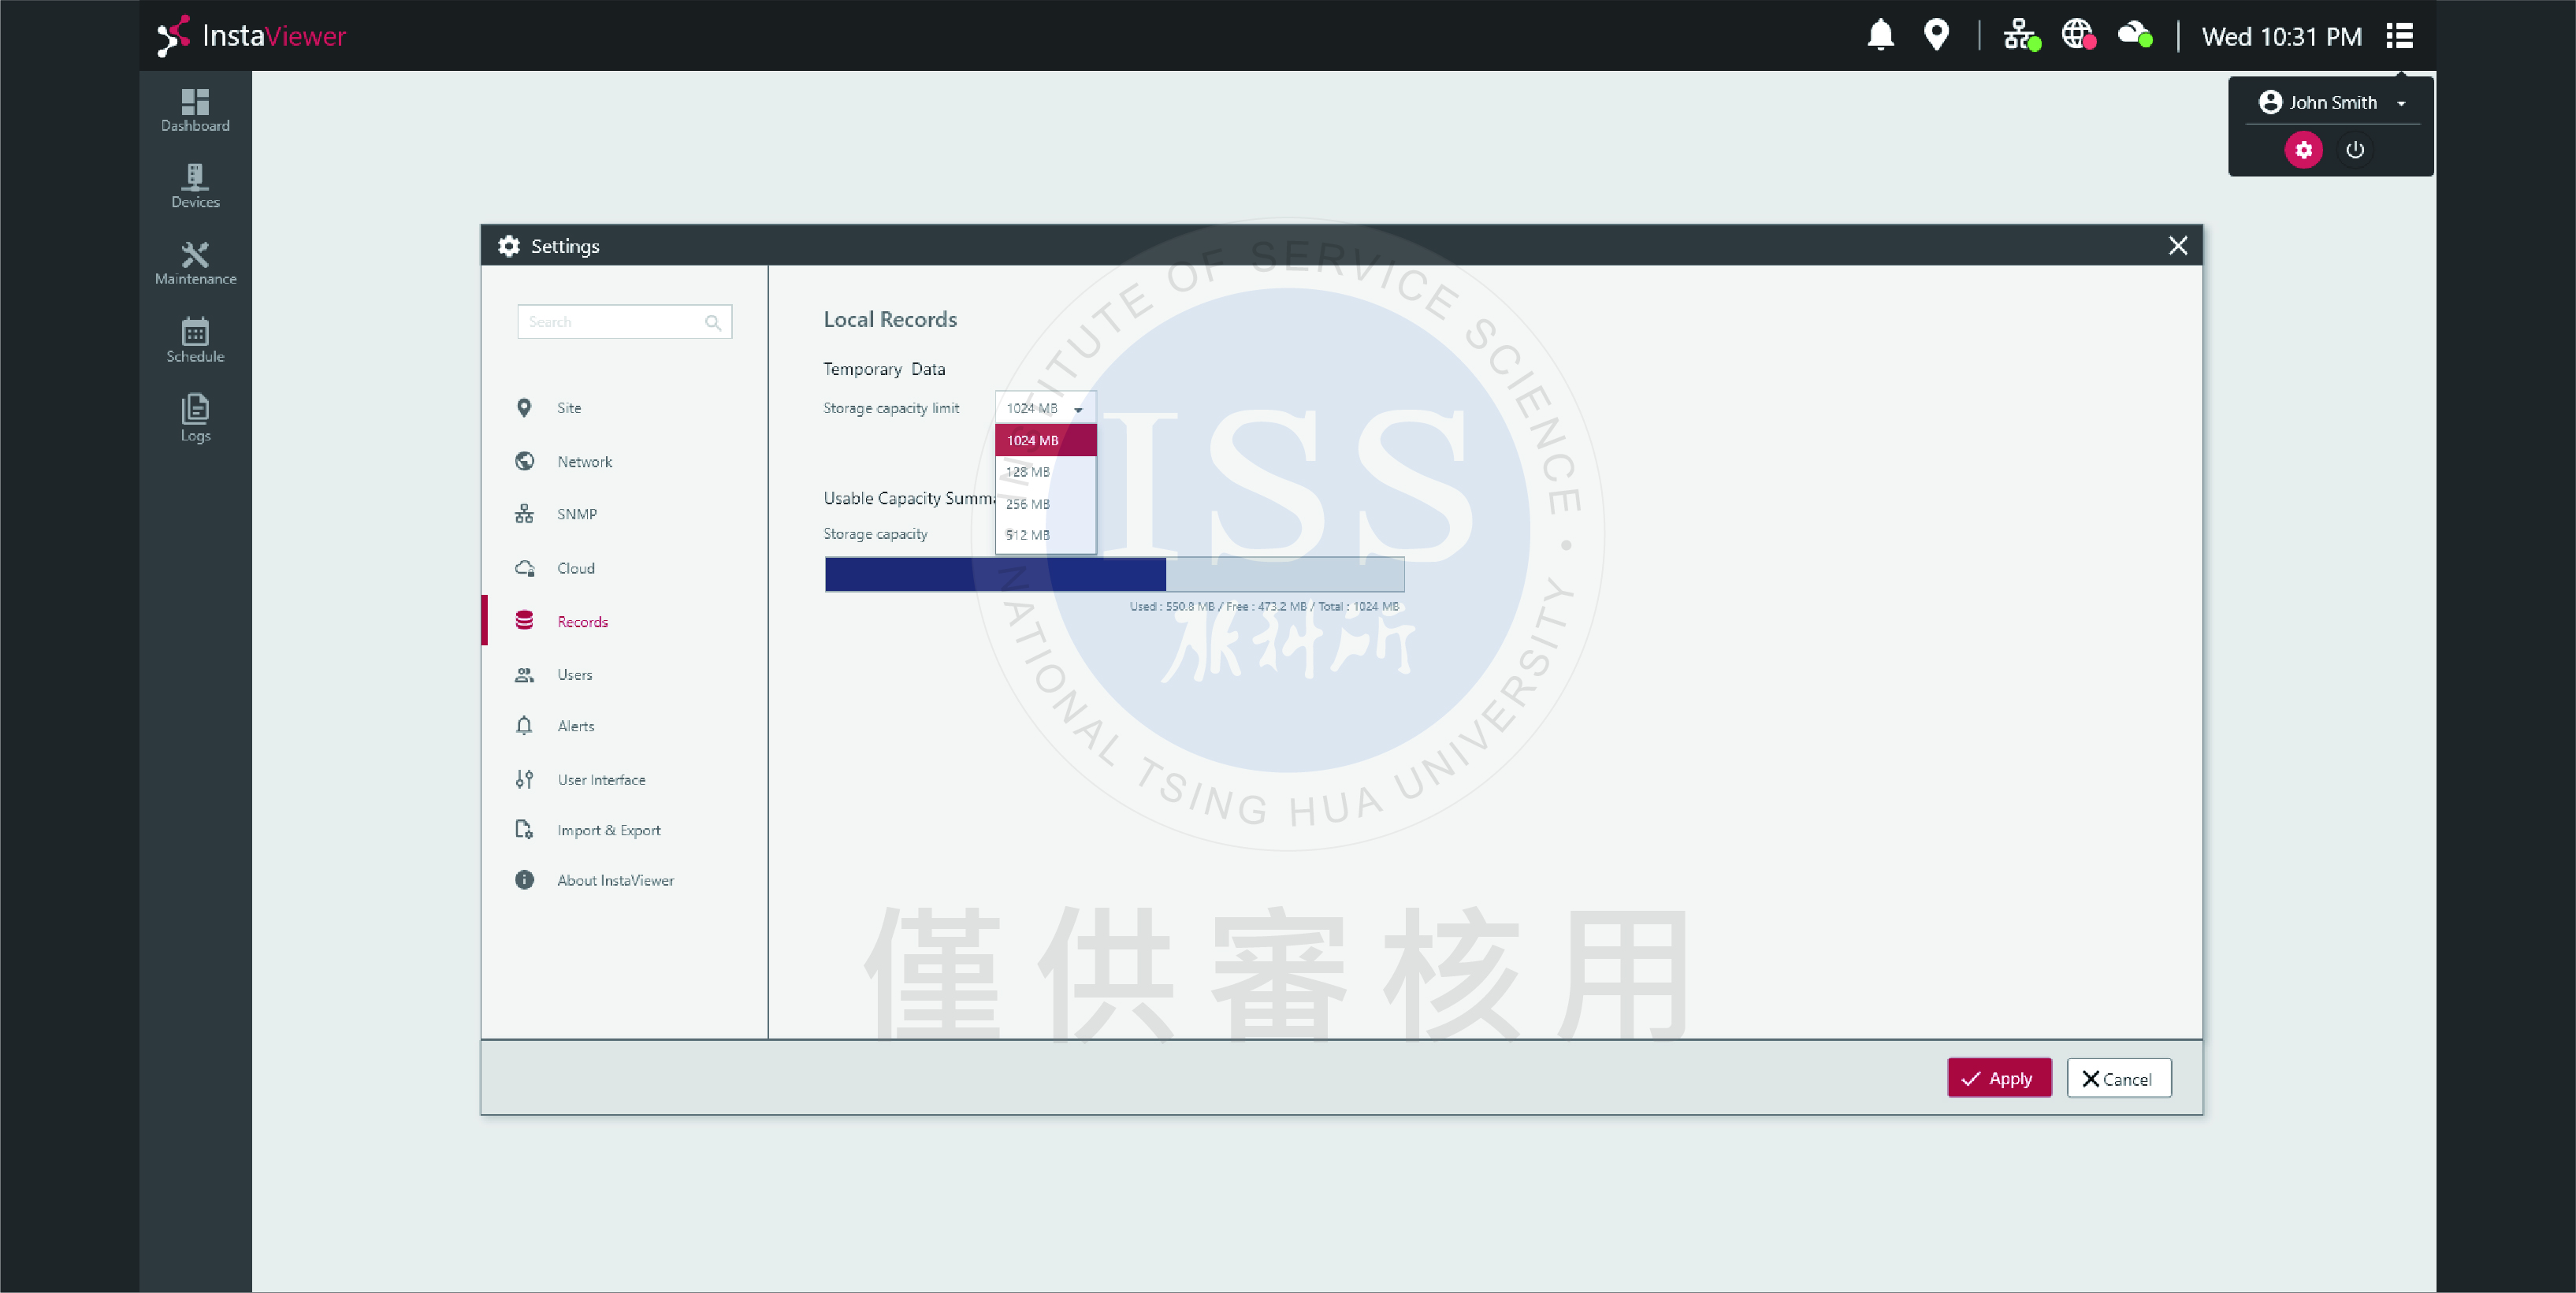 InstaViewer
Wed 10:31 PM
John Smith
Dashboard
Devices
Maintenance
Schedule
Logs
Settings
Search
Site
Network
SNMP
Cloud
Records
Users
Alerts
User Interface
Import & Export
About InstaViewer
Local Records
Temporary Data
Storage capacity limit
1024 MB
1024 MB
128 MB
256 MB
512 MB
Usable Capacity Summa
Storage capacity
Used : 550.8 MB / Free : 473.2 MB / Total : 1024 MB
Apply
Cancel
INSTITUTE OF SERVICE SCIENCE • NATIONAL TSING HUA UNIVERSITY •
ISS
服科所
僅供審核用